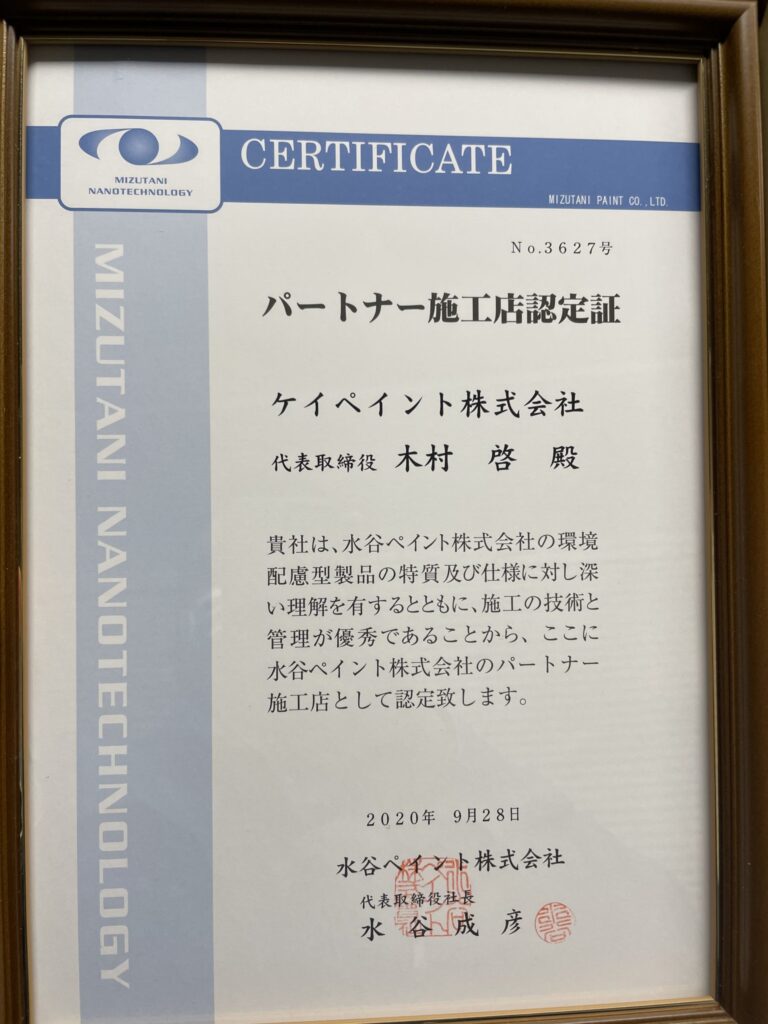 MIZUTANI
NANOTECHNOLOGY
CERTIFICATE
MIZUTANI PAINT CO.,LTD.
MIZUTANI NANOTECHNOLOGY
No.3627号
パートナー施工店認定証
ケイペイント株式会社
代表取締役 木村 啓 殿
貴社は、水谷ペイント株式会社の環境
配慮型製品の特質及び仕様に対し深
い理解を有するとともに、施工の技術と
管理が優秀であることから、ここに
水谷ペイント株式会社のパートナー
施工店として認定致します。
2020年 9月28日
水谷ペイント株式会社
代表取締役社長
水谷成彦